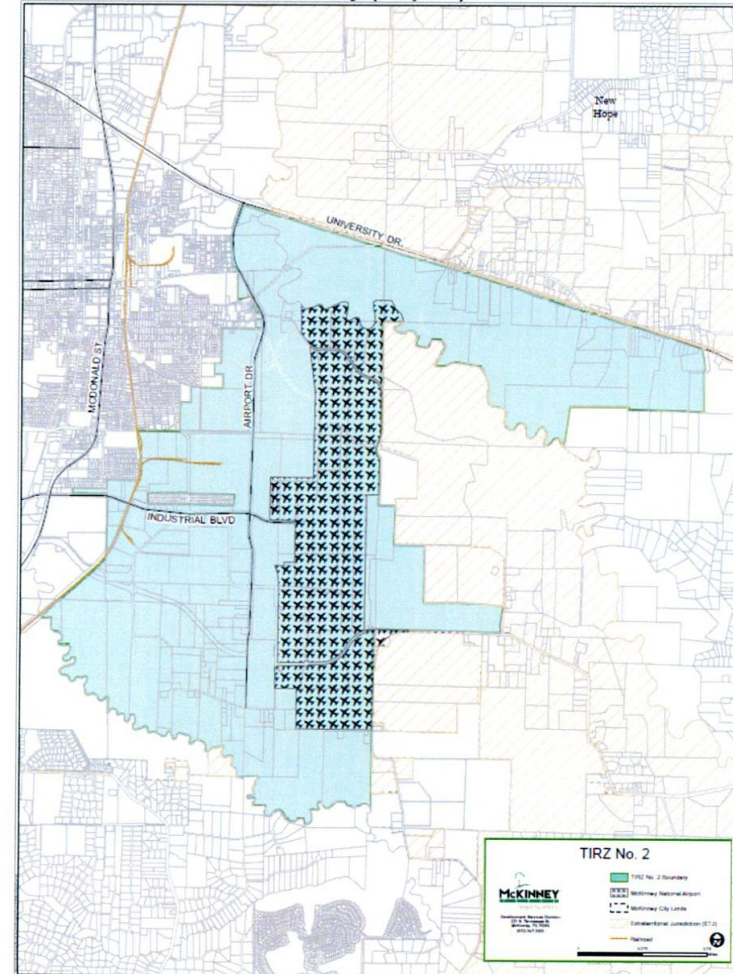 New
Hope
UNIVERSITY DR.
MCDONALD ST
AIRPORT DR
INDUSTRIAL BLVD
TIRZ No. 2
McKINNEY
TIRZ No. 2 Boundary
McKinney National Airport
McKinney City Limits
Extraterritorial Jurisdiction (ETJ)
Railroad